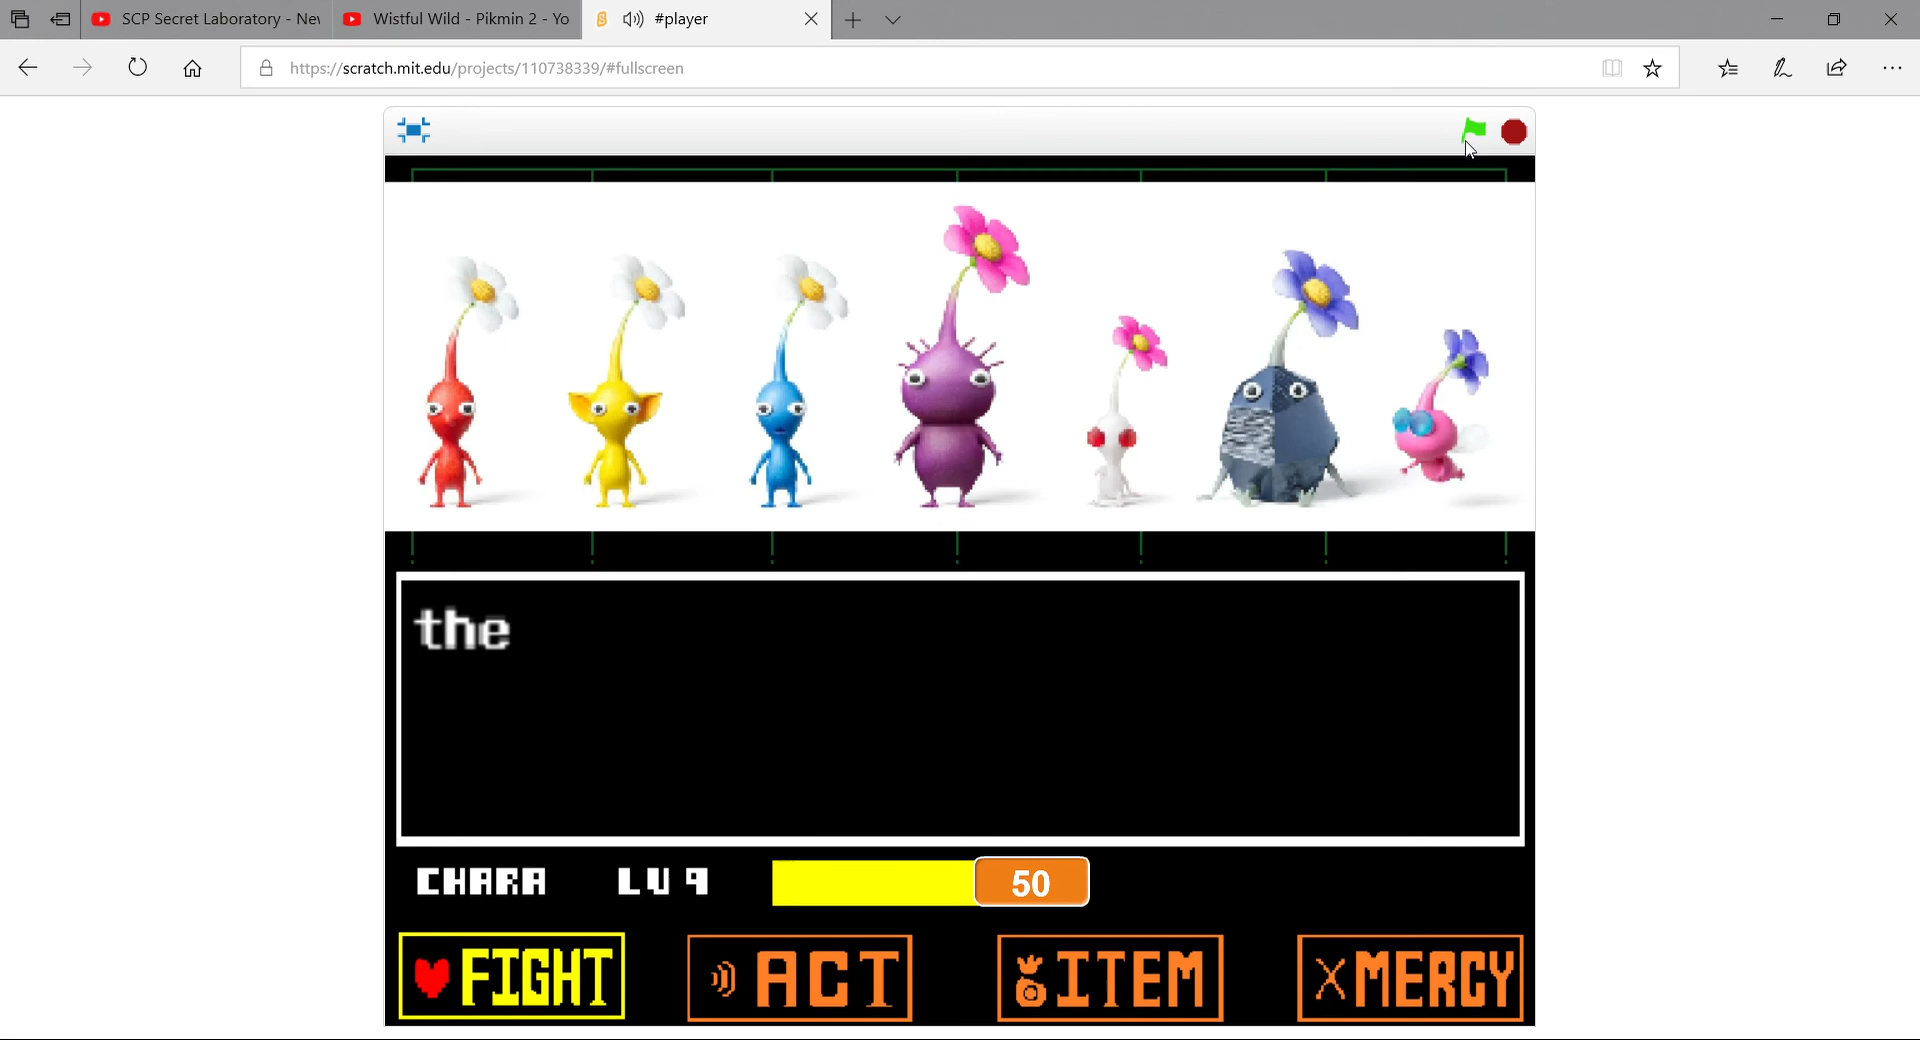 SCP Secret Laboratory - Nev
Wistful Wild - Pikmin 2 - Yo
#player
https://scratch.mit.edu/projects/110738339/#fullscreen
the
CHARA LV 9 50
FIGHT ACT ITEM MERCY